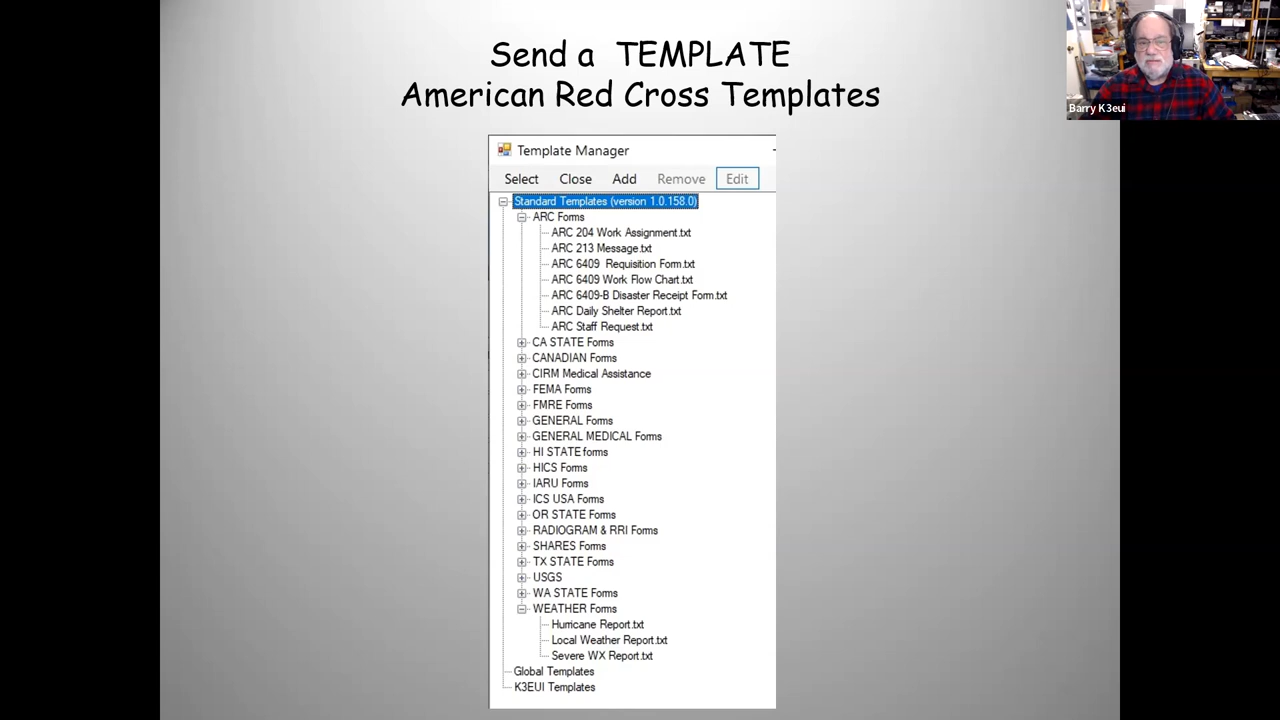 Send a TEMPLATE
American Red Cross Templates
Barry K3eui
Template Manager
Select Close Add Remove Edit
Standard Templates (version 1.0.158.0)
ARC Forms
ARC 204 Work Assignment.txt
ARC 213 Message.txt
ARC 6409 Requisition Form.txt
ARC 6409 Work Flow Chart.txt
ARC 6409-B Disaster Receipt Form.txt
ARC Daily Shelter Report.txt
ARC Staff Request.txt
CA STATE Forms
CANADIAN Forms
CIRM Medical Assistance
FEMA Forms
FMRE Forms
GENERAL Forms
GENERAL MEDICAL Forms
HI STATE forms
HICS Forms
IARU Forms
ICS USA Forms
OR STATE Forms
RADIOGRAM & RRI Forms
SHARES Forms
TX STATE Forms
USGS
WA STATE Forms
WEATHER Forms
Hurricane Report.txt
Local Weather Report.txt
Severe WX Report.txt
Global Templates
K3EUI Templates